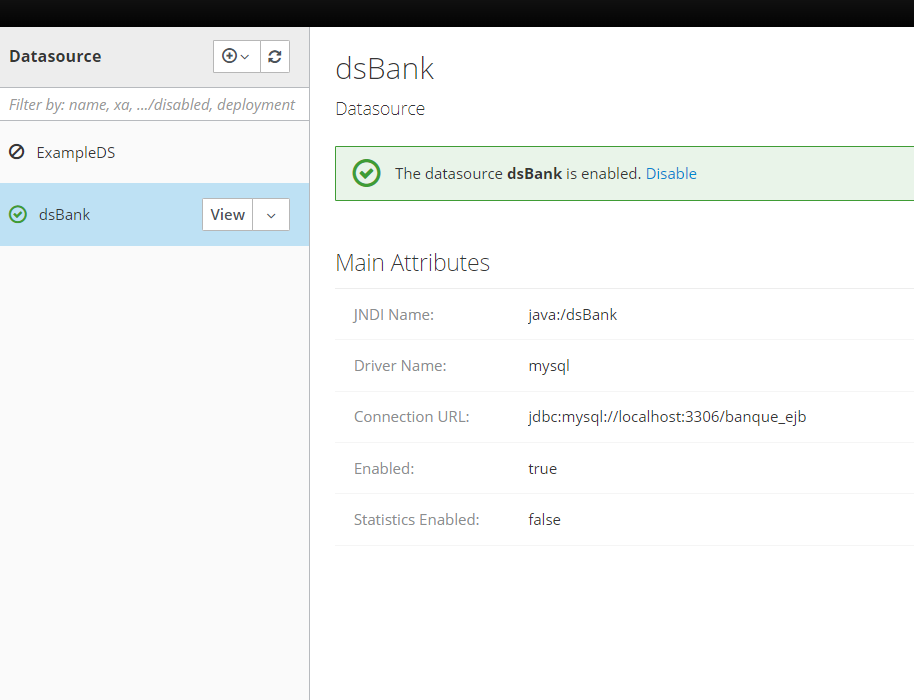 Datasource
Filter by: name, xa, .../disabled, deployment
ExampleDS
dsBank
View
dsBank
Datasource
The datasource dsBank is enabled. Disable
Main Attributes
JNDI Name: java:/dsBank
Driver Name: mysql
Connection URL: jdbc:mysql://localhost:3306/banque_ejb
Enabled: true
Statistics Enabled: false